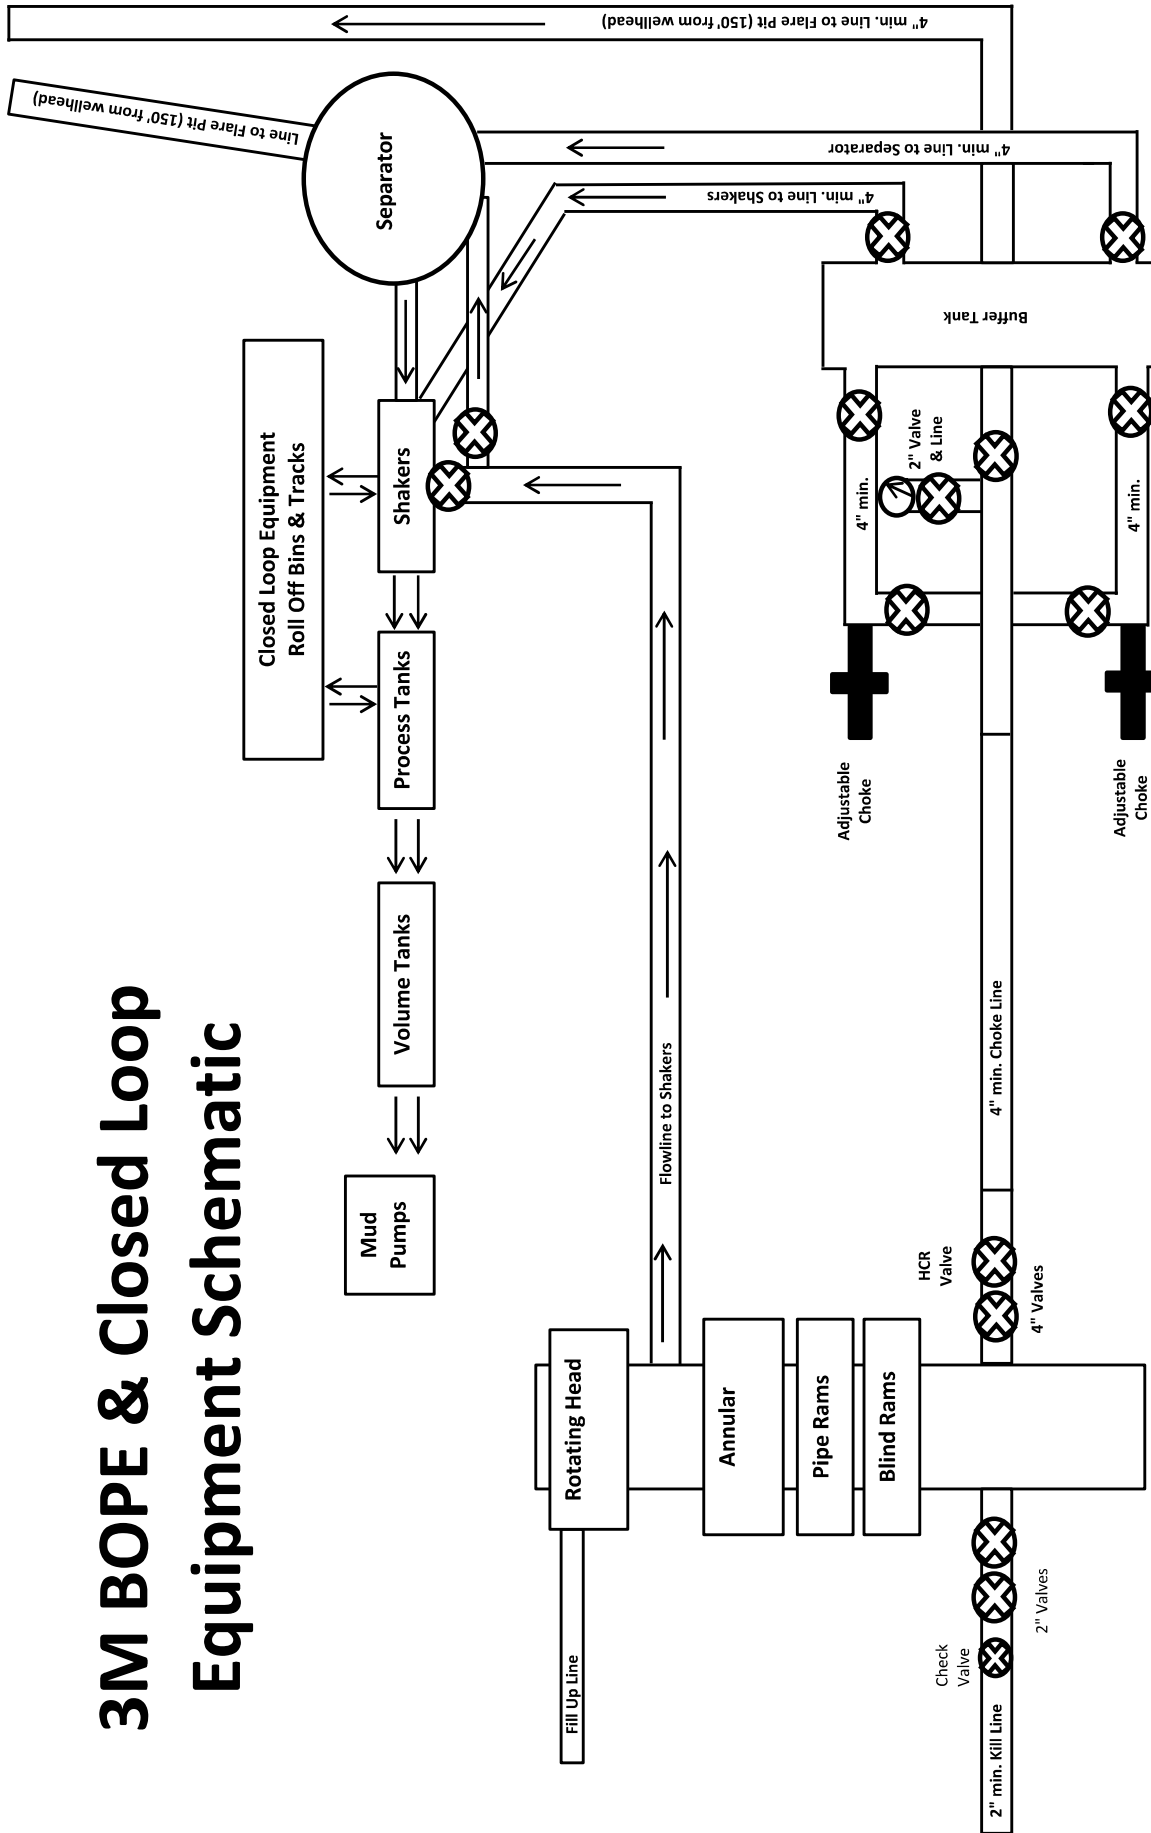 3M BOPE & Closed Loop
Equipment Schematic
Closed Loop Equipment
Roll Off Bins & Tracks
Mud
Pumps
Volume Tanks
Process Tanks
Shakers
Separator
Line to Flare Pit (150' from wellhead)
4" min. Line to Flare Pit (150' from wellhead)
Fill Up Line
Rotating Head
Flowline to Shakers
Annular
Pipe Rams
Blind Rams
4" min. Line to Shakers
4" min. Line to Separator
Buffer Tank
4" min.
2" Valve
& Line
4" min.
Adjustable
Choke
Adjustable
Choke
HCR
Valve
4" Valves
4" min. Choke Line
Check
Valve
2" Valves
2" min. Kill Line